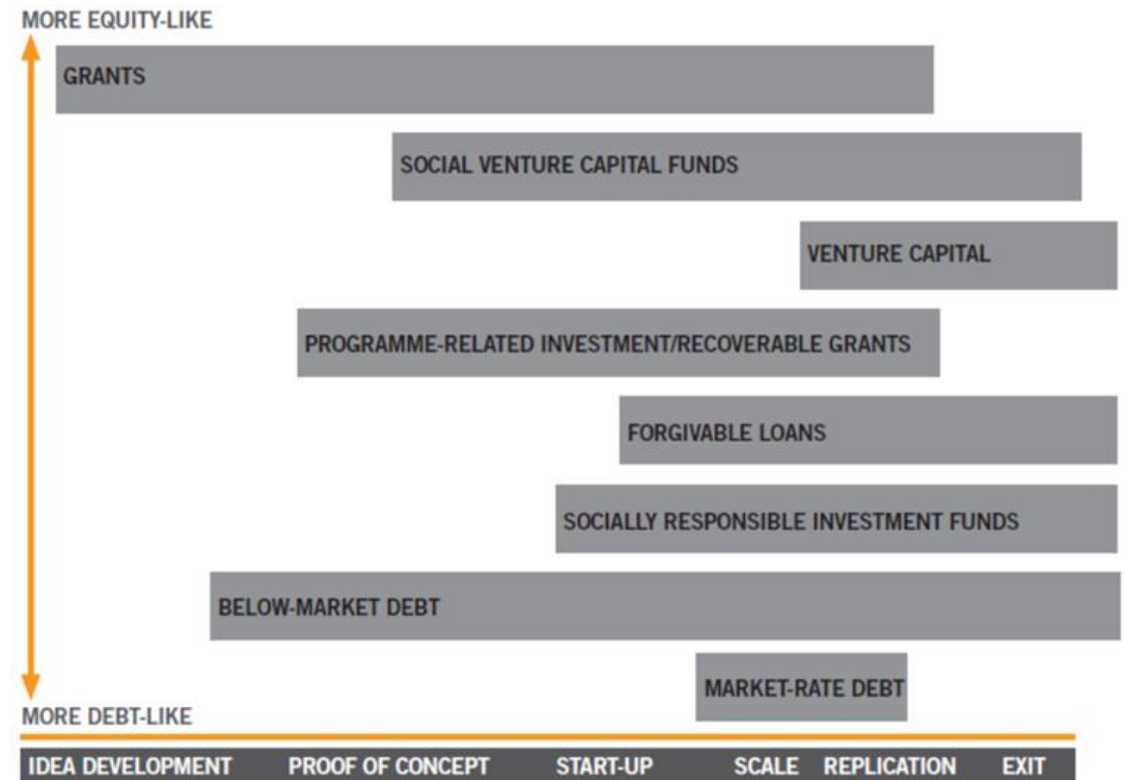 MORE EQUITY-LIKE
GRANTS
SOCIAL VENTURE CAPITAL FUNDS
VENTURE CAPITAL
PROGRAMME-RELATED INVESTMENT/RECOVERABLE GRANTS
FORGIVABLE LOANS
SOCIALLY RESPONSIBLE INVESTMENT FUNDS
BELOW-MARKET DEBT
MARKET-RATE DEBT
MORE DEBT-LIKE
IDEA DEVELOPMENT PROOF OF CONCEPT START-UP SCALE REPLICATION EXIT